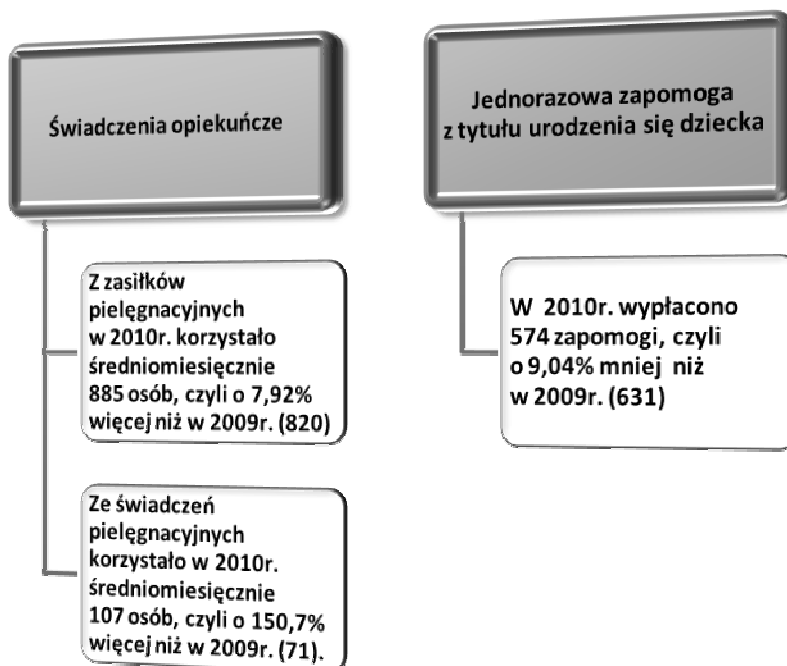 Świadczenia opiekuńcze
Z zasiłków
pielęgnacyjnych
w 2010r. korzystało
średniomiesięcznie
885 osób, czyli o 7,92%
więcej niż w 2009r. (820)
Ze świadczeń
pielęgnacyjnych
korzystało w 2010r.
średniomiesięcznie
107 osób, czyli o 150,7%
więcej niż w 2009r. (71).
Jednorazowa zapomoga
z tytułu urodzenia się dziecka
W 2010r. wypłacono
574 zapomogi, czyli
o 9,04% mniej niż
w 2009r. (631)